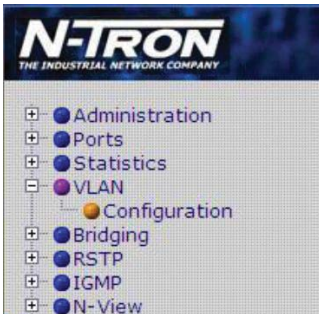 N-TRON
THE INDUSTRIAL NETWORK COMPANY
Administration
Ports
Statistics
VLAN
Configuration
Bridging
RSTP
IGMP
N-View